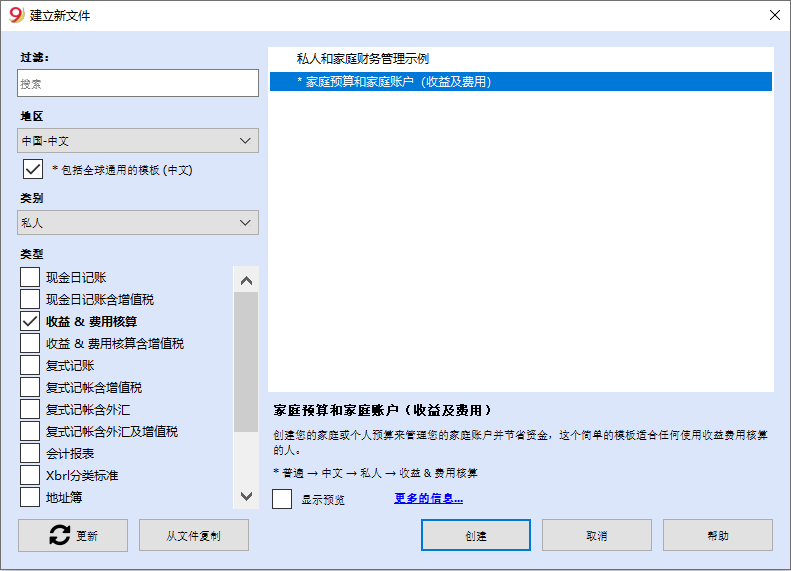 建立新文件
过滤:
搜索
地区
中国-中文
* 包括全球通用的模板 (中文)
类别
私人
类型
现金日记账
现金日记账含增值税
收益 & 费用核算
收益 & 费用核算含增值税
复式记账
复式记帐含增值税
复式记帐含外汇
复式记帐含外汇及增值税
会计报表
Xbrl分类标准
地址簿
私人和家庭财务管理示例
* 家庭预算和家庭账户（收益及费用）
家庭预算和家庭账户（收益及费用）
创建您的家庭或个人预算来管理您的家庭账户并节省资金，这个简单的模板适合任何使用收益费用核算
的人。
* 普遍 → 中文 → 私人 → 收益 & 费用核算
显示预览
更多的信息...
更新
从文件复制
创建
取消
帮助